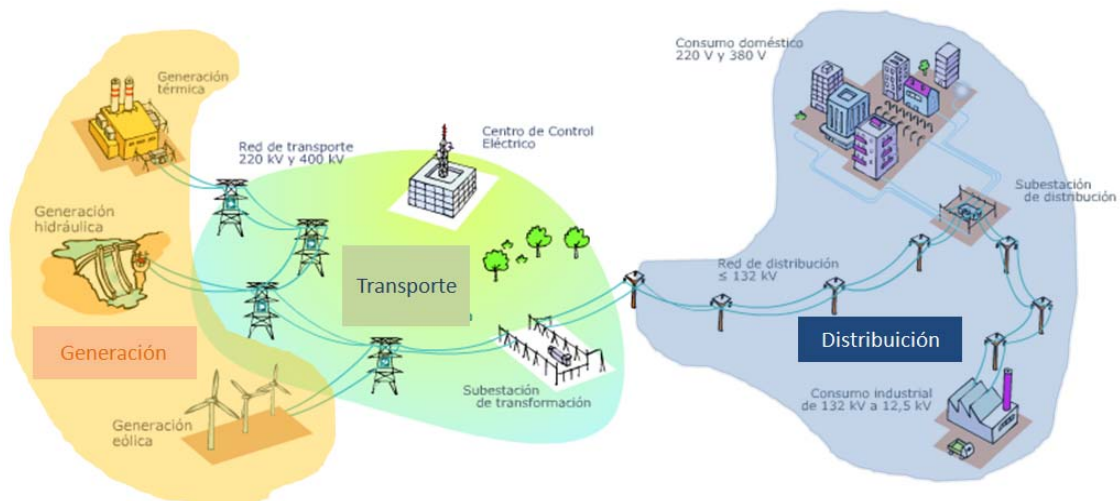 Generación
térmica
Red de transporte
220 kV y 400 kV
Centro de Control
Eléctrico
Consumo doméstico
220 V y 380 V
Generación
hidráulica
Subestación
de distribución
Transporte
Red de distribución
≤ 132 kV
Generación
Distribuición
Subestación
de transformación
Consumo industrial
de 132 kV a 12,5 kV
Generación
eólica